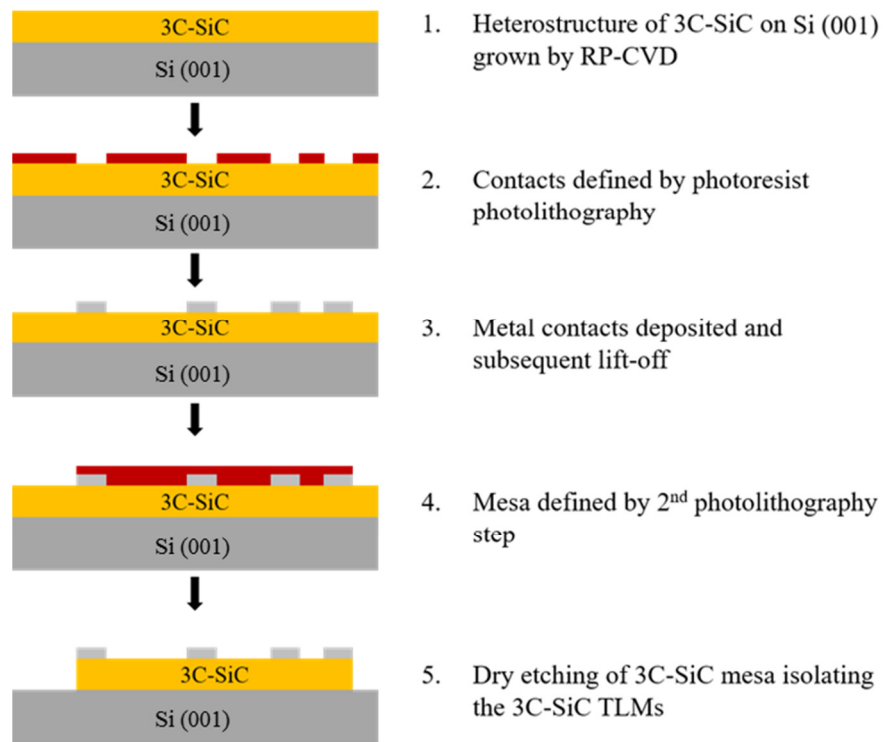 3C-SiC
Si (001)
1. Heterostructure of 3C-SiC on Si (001)
grown by RP-CVD
3C-SiC
Si (001)
2. Contacts defined by photoresist
photolithography
3C-SiC
Si (001)
3. Metal contacts deposited and
subsequent lift-off
3C-SiC
Si (001)
4. Mesa defined by 2nd photolithography
step
3C-SiC
Si (001)
5. Dry etching of 3C-SiC mesa isolating
the 3C-SiC TLMs